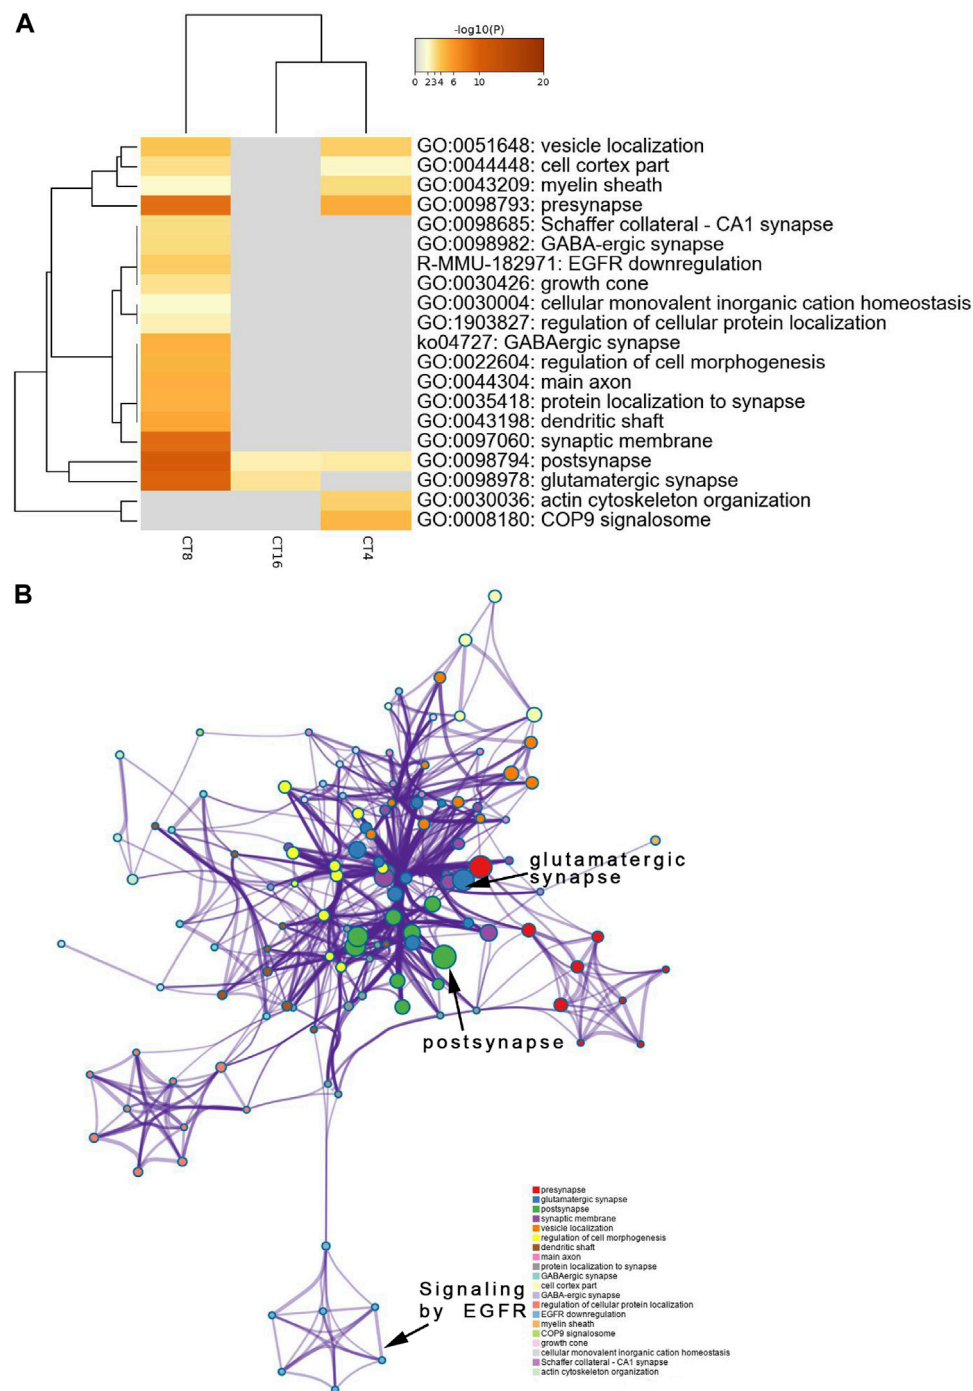 A
-log10(P)
0 2 3 4 6 10 20
GO:0051648: vesicle localization
GO:0044448: cell cortex part
GO:0043209: myelin sheath
GO:0098793: presynapse
GO:0098685: Schaffer collateral - CA1 synapse
GO:0098982: GABA-ergic synapse
R-MMU-182971: EGFR downregulation
GO:0030426: growth cone
GO:0030004: cellular monovalent inorganic cation homeostasis
GO:1903827: regulation of cellular protein localization
ko04727: GABAergic synapse
GO:0022604: regulation of cell morphogenesis
GO:0044304: main axon
GO:0035418: protein localization to synapse
GO:0043198: dendritic shaft
GO:0097060: synaptic membrane
GO:0098794: postsynapse
GO:0098978: glutamatergic synapse
GO:0030036: actin cytoskeleton organization
GO:0008180: COP9 signalosome
CT8 CT16 CT4
B
glutamatergic
synapse
postsynapse
Signaling
by EGFR
presynapse
glutamatergic synapse
postsynapse
synaptic membrane
vesicle localization
regulation of cell morphogenesis
dendritic shaft
main axon
protein localization to synapse
GABAergic synapse
cell cortex part
GABA-ergic synapse
regulation of cellular protein localization
EGFR downregulation
myelin sheath
COP9 signalosome
growth cone
cellular monovalent inorganic cation homeostasis
Schaffer collateral - CA1 synapse
actin cytoskeleton organization